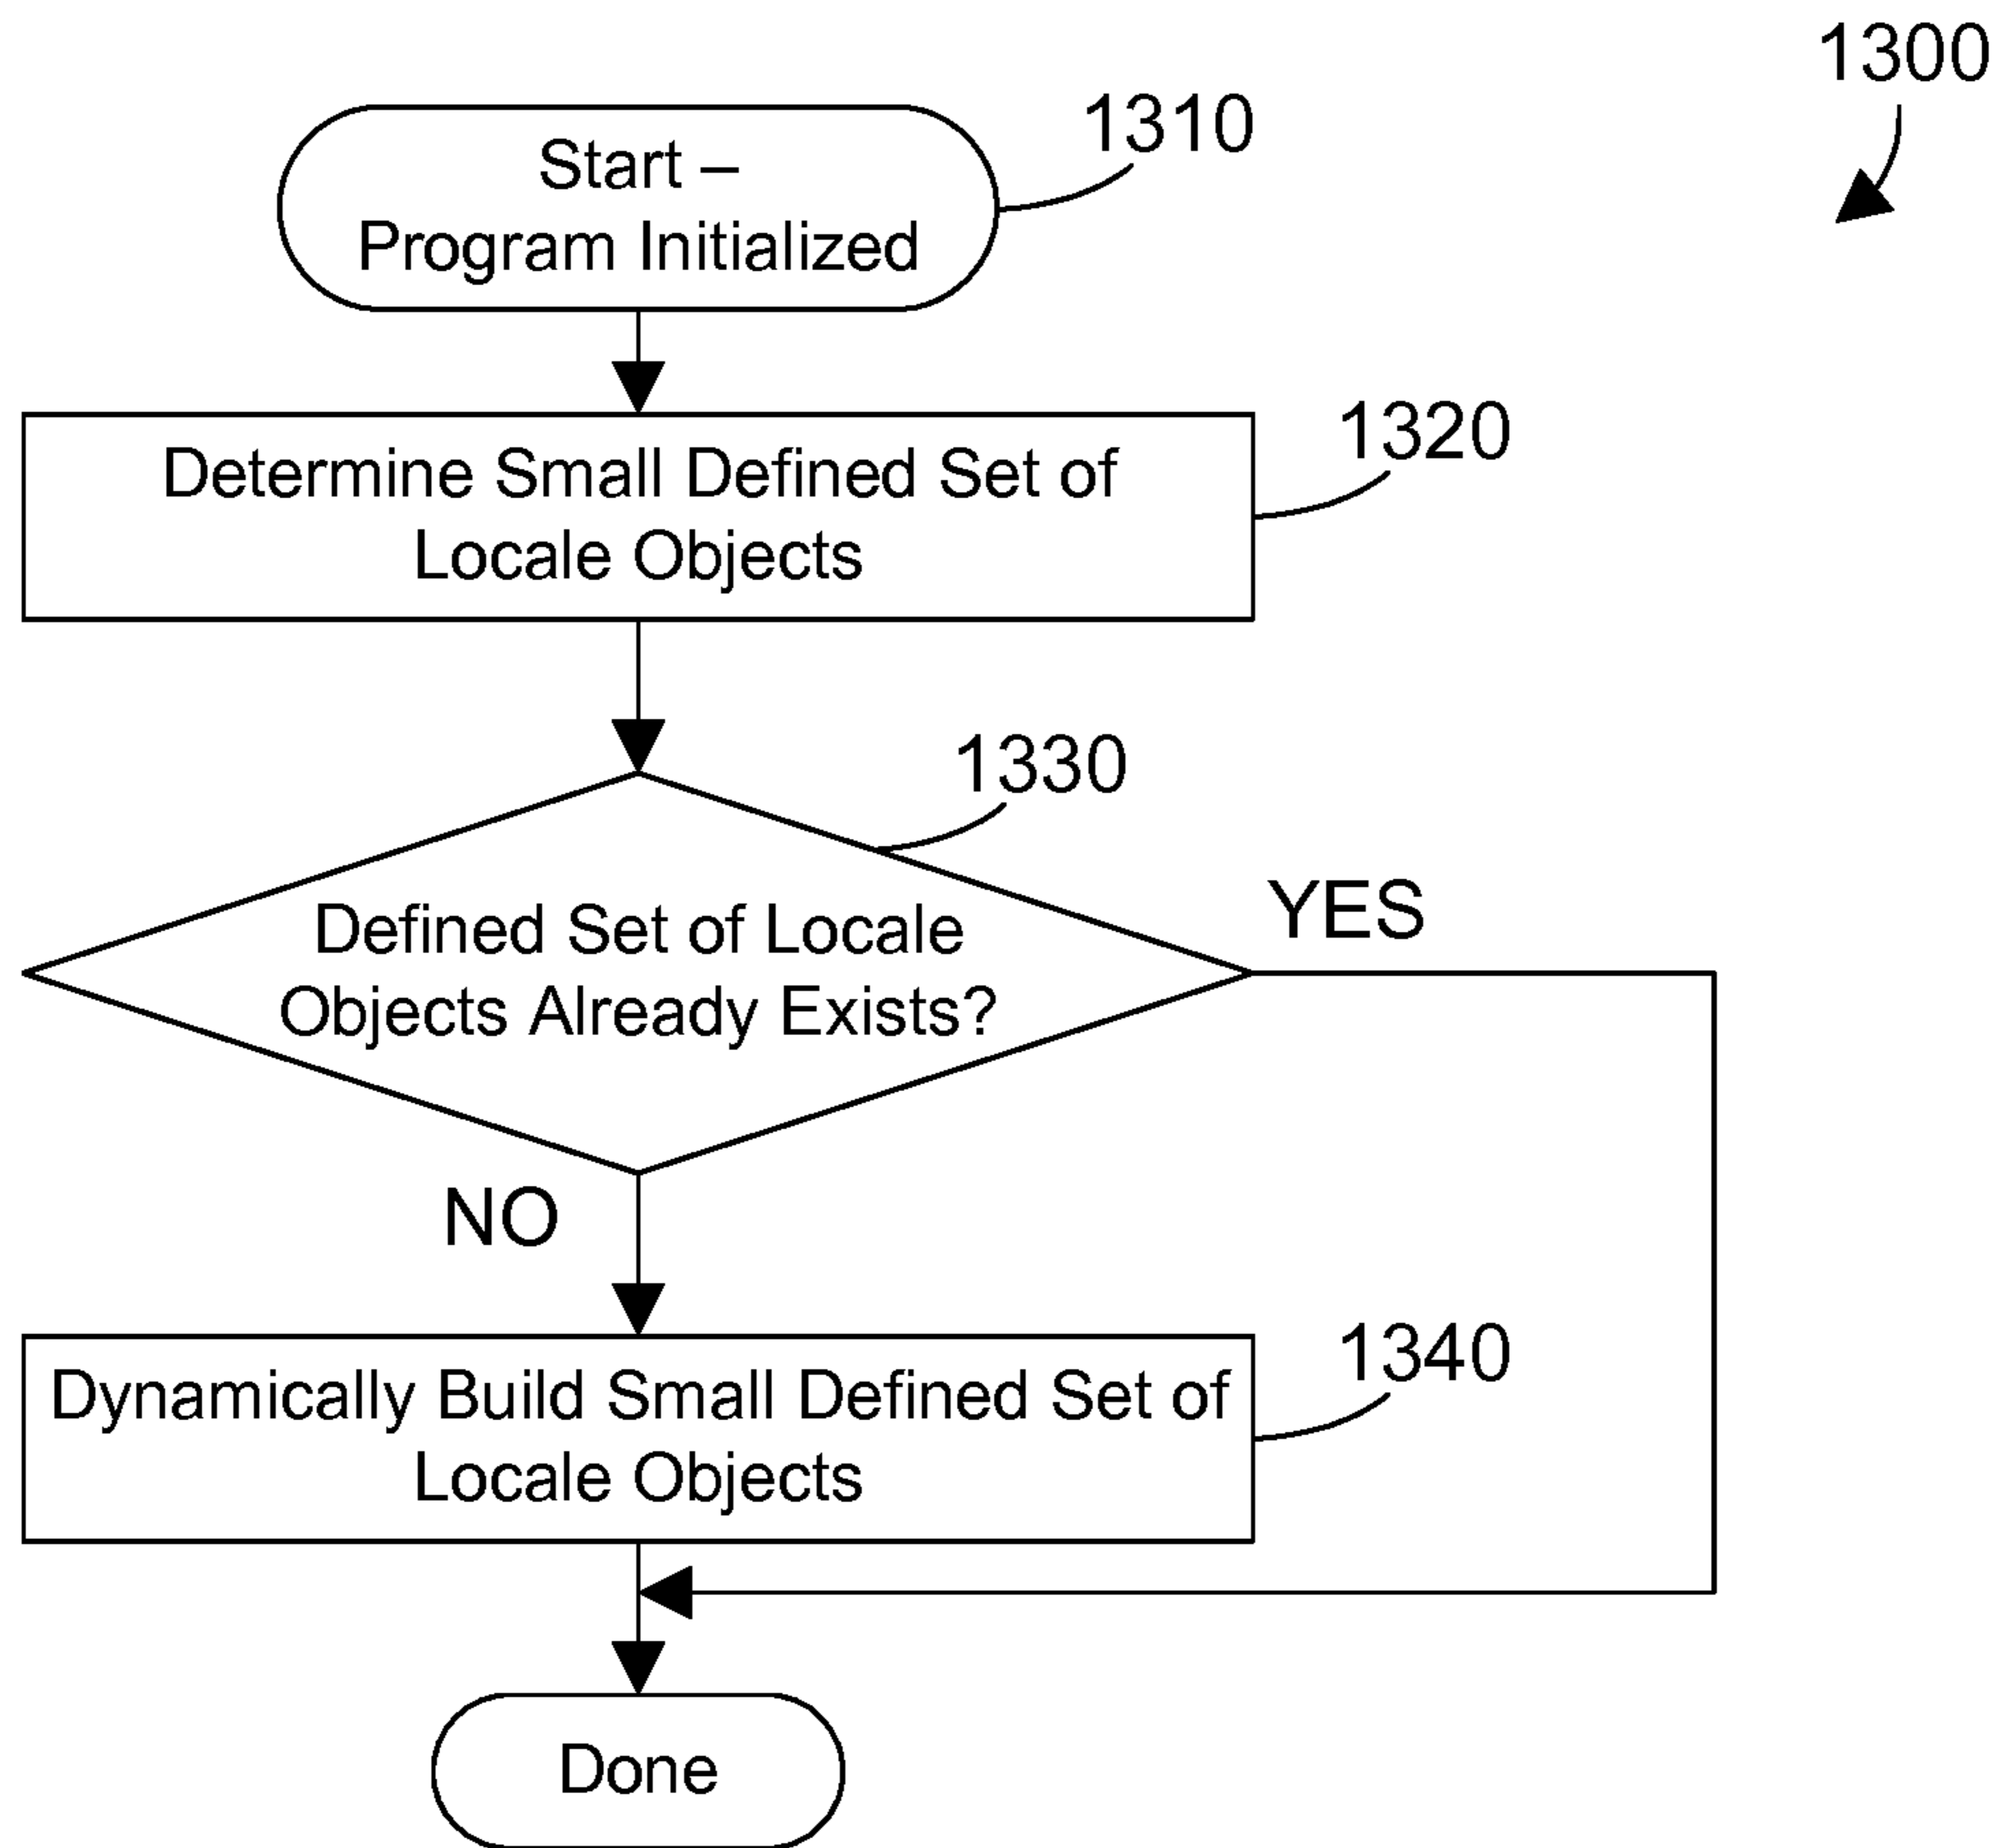 1300
1310
Start –
Program Initialized
1320
Determine Small Defined Set of
Locale Objects
1330
Defined Set of Locale
Objects Already Exists?
YES
NO
1340
Dynamically Build Small Defined Set of
Locale Objects
Done